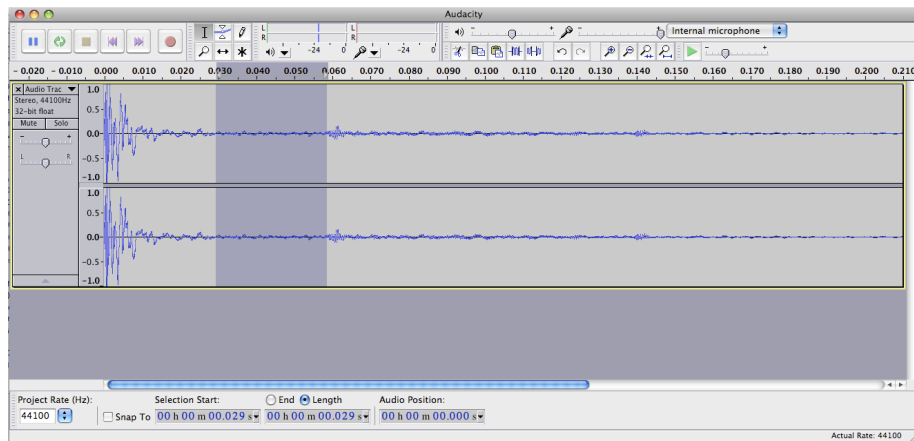 Audacity
L
R
L
R
-24 0
-24 0
- +
- +
Internal microphone
- +
- 0.020 - 0.010 0.000 0.010 0.020 0.030 0.040 0.050 0.060 0.070 0.080 0.090 0.100 0.110 0.120 0.130 0.140 0.150 0.160 0.170 0.180 0.190 0.200 0.210
× Audio Trac ▼
Stereo, 44100Hz
32-bit float
Mute Solo
- +
L R
1.0
0.5-
0.0-
-0.5-
-1.0
1.0
0.5-
0.0-
-0.5-
-1.0
Project Rate (Hz): Selection Start: End Length Audio Position:
44100 Snap To 00 h 00 m 00.029 s 00 h 00 m 00.029 s 00 h 00 m 00.000 s
Actual Rate: 44100